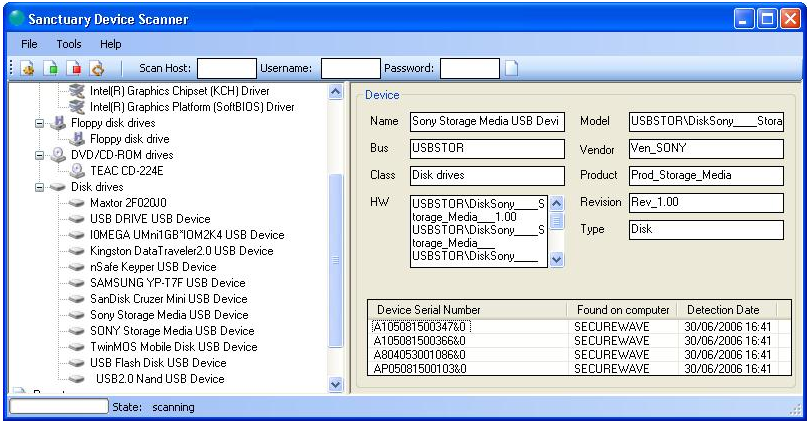 Sanctuary Device Scanner
File Tools Help
Scan Host: Username: Password:
Intel(R) Graphics Chipset (KCH) Driver
Intel(R) Graphics Platform (SoftBIOS) Driver
Floppy disk drives
Floppy disk drive
DVD/CD-ROM drives
TEAC CD-224E
Disk drives
Maxtor 2F020J0
USB DRIVE USB Device
IOMEGA UMni1GB*IOM2K4 USB Device
Kingston DataTraveler2.0 USB Device
nSafe Keyper USB Device
SAMSUNG YP-T7F USB Device
SanDisk Cruzer Mini USB Device
Sony Storage Media USB Device
SONY Storage Media USB Device
TwinMOS Mobile Disk USB Device
USB Flash Disk USB Device
USB2.0 Nand USB Device
Device
Name Sony Storage Media USB Devi Model USBSTOR\DiskSony____Stora
Bus USBSTOR Vendor Ven_SONY
Class Disk drives Product Prod_Storage_Media
HW USBSTOR\DiskSony____S
torage_Media___1.00
USBSTOR\DiskSony____S
torage_Media___
USBSTOR\DiskSony____
Revision Rev_1.00
Type Disk
Device Serial Number Found on computer Detection Date
A105081500347&0 SECUREWAVE 30/06/2006 16:41
A105081500366&0 SECUREWAVE 30/06/2006 16:41
A804053001086&0 SECUREWAVE 30/06/2006 16:41
AP05081500103&0 SECUREWAVE 30/06/2006 16:41
State: scanning